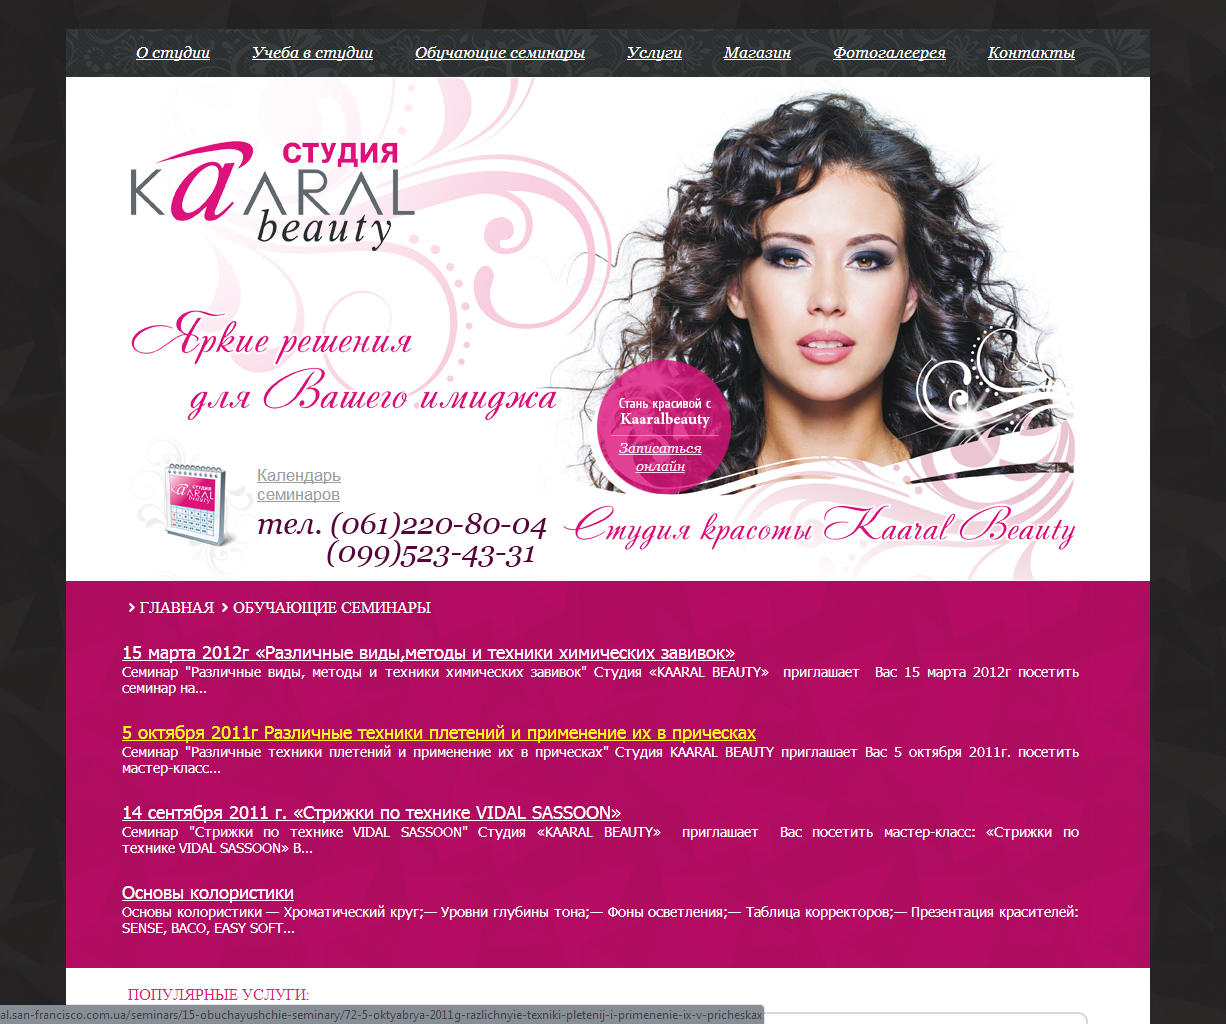 О студии Учеба в студии Обучающие семинары Услуги Магазин Фотогалеерея Контакты
студия
KAARAL
beauty
Яркие решения
для Вашего имиджа
Стань красивой с
Kaaralbeauty
Записаться
онлайн
студия
KAARAL
beauty
Календарь
семинаров
тел. (061)220-80-04
(099)523-43-31
Студия красоты Kaaral Beauty
ГЛАВНАЯ ОБУЧАЮЩИЕ СЕМИНАРЫ
15 марта 2012г «Различные виды,методы и техники химических завивок»
Семинар "Различные виды, методы и техники химических завивок" Студия «KAARAL BEAUTY» приглашает Вас 15 марта 2012г посетить
семинар на...
5 октября 2011г Различные техники плетений и применение их в прическах
Семинар "Различные техники плетений и применение их в прическах" Студия KAARAL BEAUTY приглашает Вас 5 октября 2011г. посетить
мастер-класс...
14 сентября 2011 г. «Стрижки по технике VIDAL SASSOON»
Семинар "Стрижки по технике VIDAL SASSOON" Студия «KAARAL BEAUTY» приглашает Вас посетить мастер-класс: «Стрижки по
технике VIDAL SASSOON» В...
Основы колористики
Основы колористики — Хроматический круг;— Уровни глубины тона;— Фоны осветления;— Таблица корректоров;— Презентация красителей:
SENSE, BACO, EASY SOFT...
ПОПУЛЯРНЫЕ УСЛУГИ:
al.san-francisco.com.ua/seminars/15-obuchayushchie-seminary/72-5-oktyabrya-2011g-razlichnyie-texniki-pletenij-i-primenenie-ix-v-pricheskax